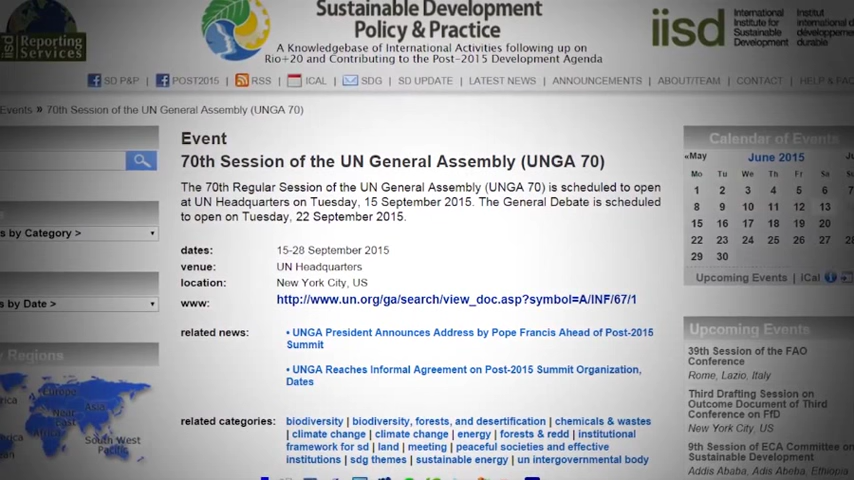 iisd Reporting Services
Sustainable Development
Policy & Practice
A Knowledgebase of International Activities following up on
Rio+20 and Contributing to the Post-2015 Development Agenda
iisd
International Institute for Sustainable Development
Institut international développement durable
SD P&P | POST2015 | RSS | ICAL | SDG | SD UPDATE | LATEST NEWS | ANNOUNCEMENTS | ABOUT/TEAM | CONTACT | HELP &
Events » 70th Session of the UN General Assembly (UNGA 70)
Event
70th Session of the UN General Assembly (UNGA 70)
The 70th Regular Session of the UN General Assembly (UNGA 70) is scheduled to open
at UN Headquarters on Tuesday, 15 September 2015. The General Debate is scheduled
to open on Tuesday, 22 September 2015.
dates: 15-28 September 2015
venue: UN Headquarters
location: New York City, US
www: http://www.un.org/ga/search/view_doc.asp?symbol=A/INF/67/1
related news: • UNGA President Announces Address by Pope Francis Ahead of Post-2015
Summit
• UNGA Reaches Informal Agreement on Post-2015 Summit Organization,
Dates
related categories: biodiversity | biodiversity, forests, and desertification | chemicals & wastes
| climate change | climate change | energy | forests & redd | institutional
framework for sd | land | meeting | peaceful societies and effective
institutions | sdg themes | sustainable energy | un intergovernmental body
s by Category >
s by Date >
y Regions
Europe
Asia
Near East
Africa
South West Pacific
Calendar of Events
«May June 2015
Mo Tu We Th Fr Sa
1 2 3 4 5 6 7
8 9 10 11 12 13
15 16 17 18 19 20
22 23 24 25 26 27 28
29 30
Upcoming Events | iCal
Upcoming Events
39th Session of the FAO
Conference
Rome, Lazio, Italy
Third Drafting Session on
Outcome Document of Third
Conference on FfD
New York City, US
9th Session of ECA Committee on
Sustainable Development
Addis Ababa, Adis Abeba, Ethiopia